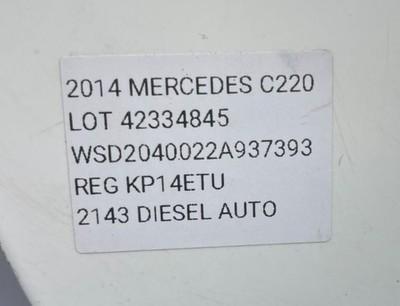 2014 MERCEDES C220
LOT 42334845
WSD2040022A937393
REG KP14ETU
2143 DIESEL AUTO